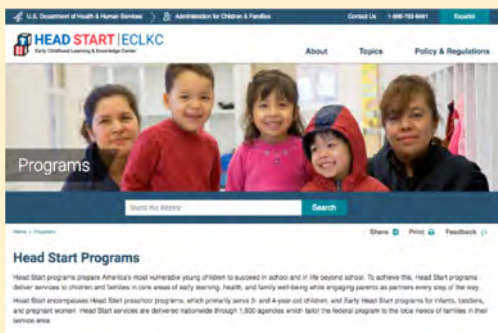 U.S. Department of Health & Human Services Administration for Children & Families Contact Us 1-866-763-6481 Español
HEAD START | ECLKC
Early Childhood Learning & Knowledge Center
About Topics Policy & Regulations
Programs
Search
Home > Programs Share Print Feedback
Head Start Programs
Head Start programs prepare America's most vulnerable young children to succeed in school and in life beyond school. To achieve this, Head Start programs
deliver services to children and families in core areas of early learning, health, and family well-being while engaging parents as partners every step of the way.
Head Start encompasses Head Start preschool programs, which primarily serve 3- and 4-year-old children, and Early Head Start programs for infants, toddlers,
and pregnant women. Head Start services are delivered nationwide through 1,600 agencies which tailor the federal program to the local needs of families in their
service area.